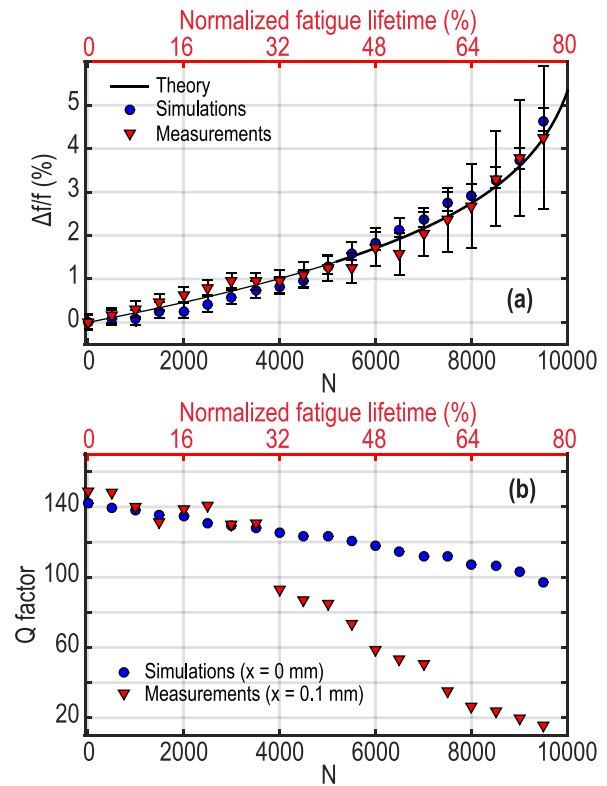 Normalized fatigue lifetime (%)
0 16 32 48 64 80
Δf/f (%)
5
4
3
2
1
0
Theory
Simulations
Measurements
(a)
0 2000 4000 6000 8000 10000
N
Normalized fatigue lifetime (%)
0 16 32 48 64 80
Q factor
140
100
60
20
(b)
Simulations (x = 0 mm)
Measurements (x = 0.1 mm)
0 2000 4000 6000 8000 10000
N